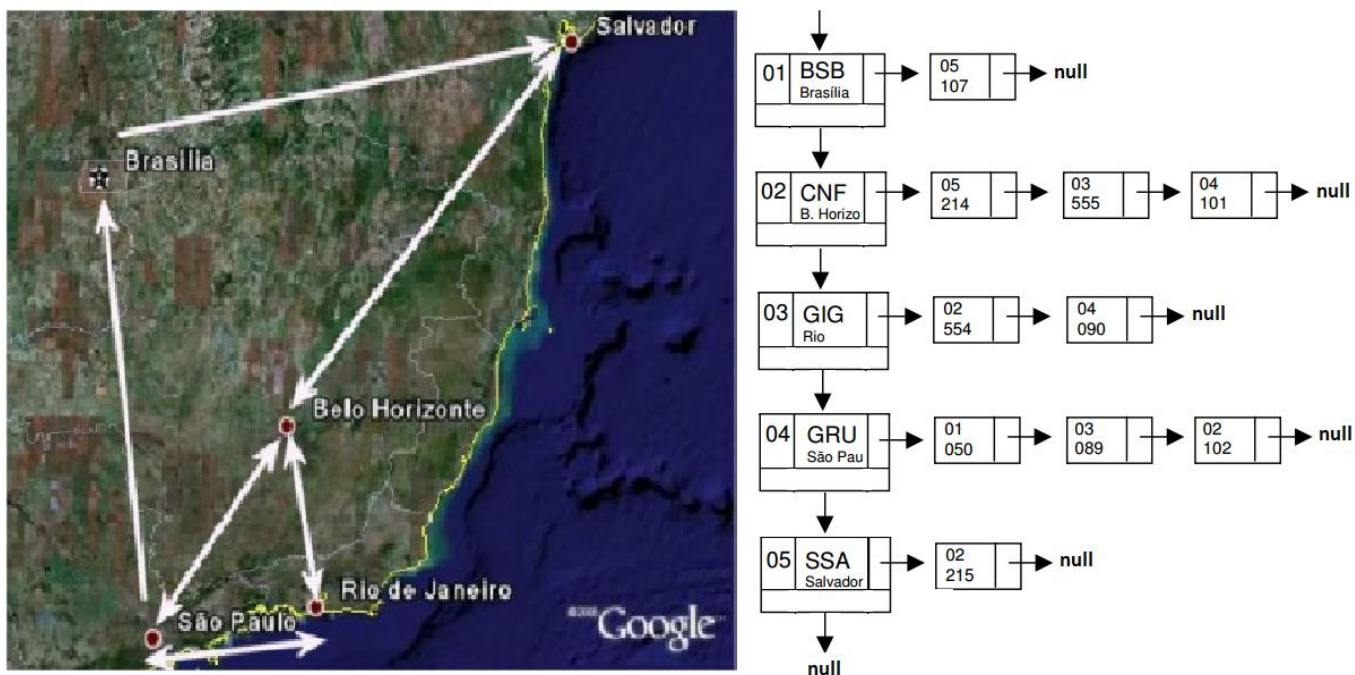 Salvador
Brasília
Belo Horizonte
Rio de Janeiro
São Paulo
Google
01 BSB
Brasília
05
107
null
02 CNF
B. Horizo
05
214
03
555
04
101
null
03 GIG
Rio
02
554
04
090
null
04 GRU
São Pau
01
050
03
089
02
102
null
05 SSA
Salvador
02
215
null
null